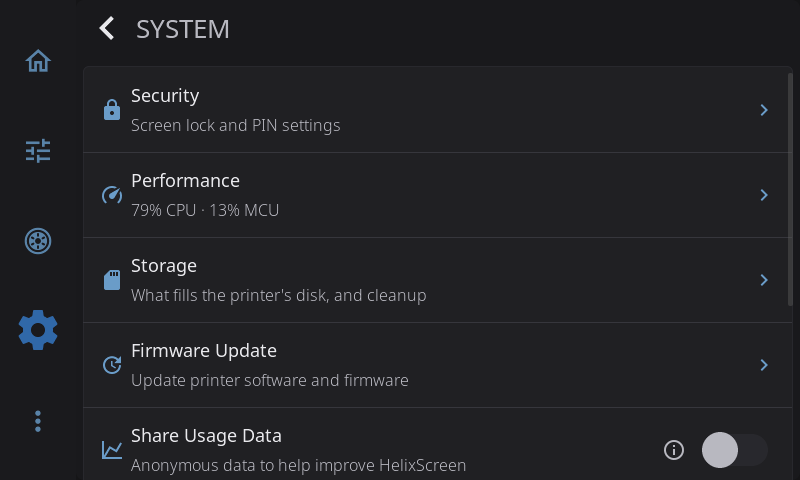 SYSTEM
Security
Screen lock and PIN settings
Performance
79% CPU · 13% MCU
Storage
What fills the printer's disk, and cleanup
Firmware Update
Update printer software and firmware
Share Usage Data
Anonymous data to help improve HelixScreen